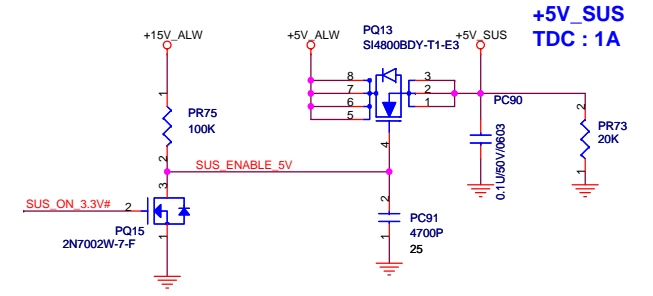 +5V_SUS
TDC : 1A
+15V_ALW
+5V_ALW
PQ13
SI4800BDY-T1-E3
+5V_SUS
1
PR75
100K
2
8
7
6
5
3
2
1
4
PC90
0.1U/50V/0603
2
PR73
20K
1
SUS_ENABLE_5V
SUS_ON_3.3V#
2
3
1
PQ15
2N7002W-7-F
2
PC91
4700P
1
25